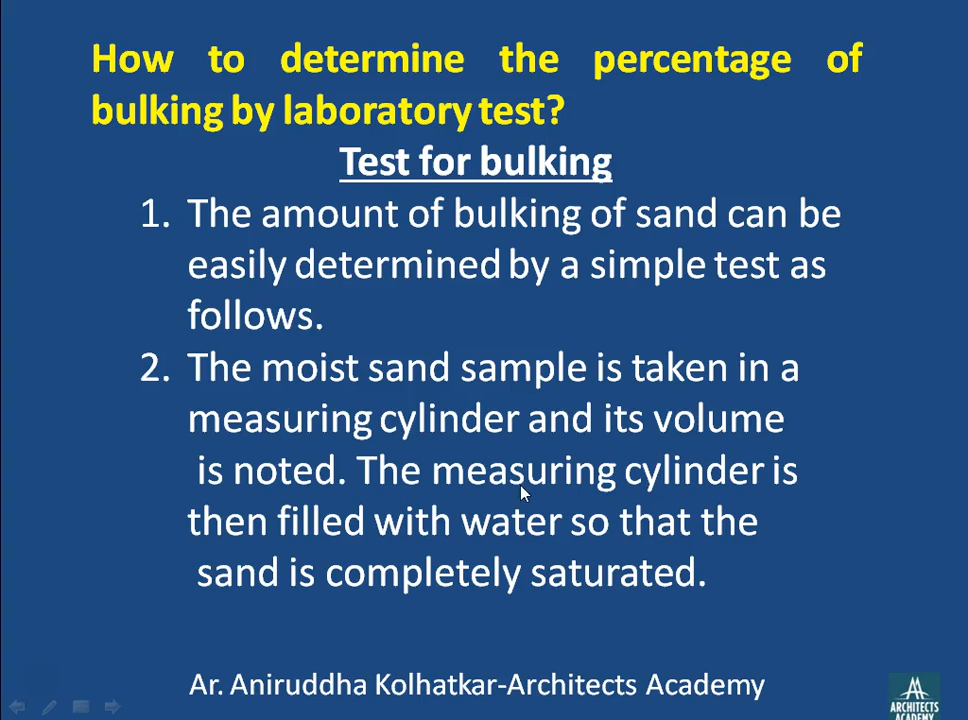 How to determine the percentage of
bulking by laboratory test?
Test for bulking
1. The amount of bulking of sand can be
easily determined by a simple test as
follows.
2. The moist sand sample is taken in a
measuring cylinder and its volume
is noted. The measuring cylinder is
then filled with water so that the
sand is completely saturated.
Ar. Aniruddha Kolhatkar-Architects Academy
ARCHITECTS
ACADEMY